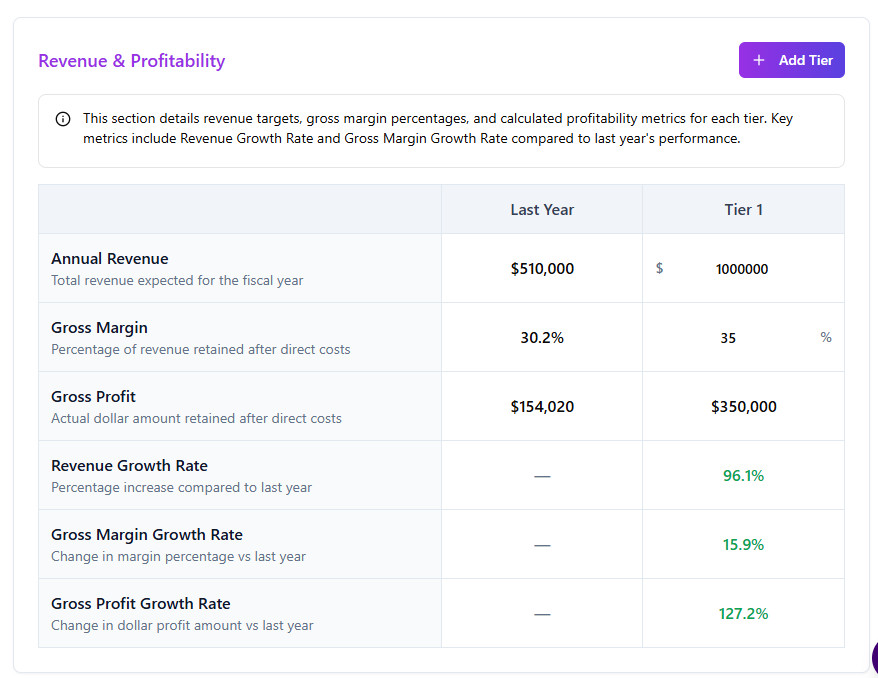 Revenue & Profitability
+ Add Tier
This section details revenue targets, gross margin percentages, and calculated profitability metrics for each tier. Key
metrics include Revenue Growth Rate and Gross Margin Growth Rate compared to last year's performance.
Last Year Tier 1
Annual Revenue
Total revenue expected for the fiscal year
$510,000 $ 1000000
Gross Margin
Percentage of revenue retained after direct costs
30.2% 35 %
Gross Profit
Actual dollar amount retained after direct costs
$154,020 $350,000
Revenue Growth Rate
Percentage increase compared to last year
— 96.1%
Gross Margin Growth Rate
Change in margin percentage vs last year
— 15.9%
Gross Profit Growth Rate
Change in dollar profit amount vs last year
— 127.2%